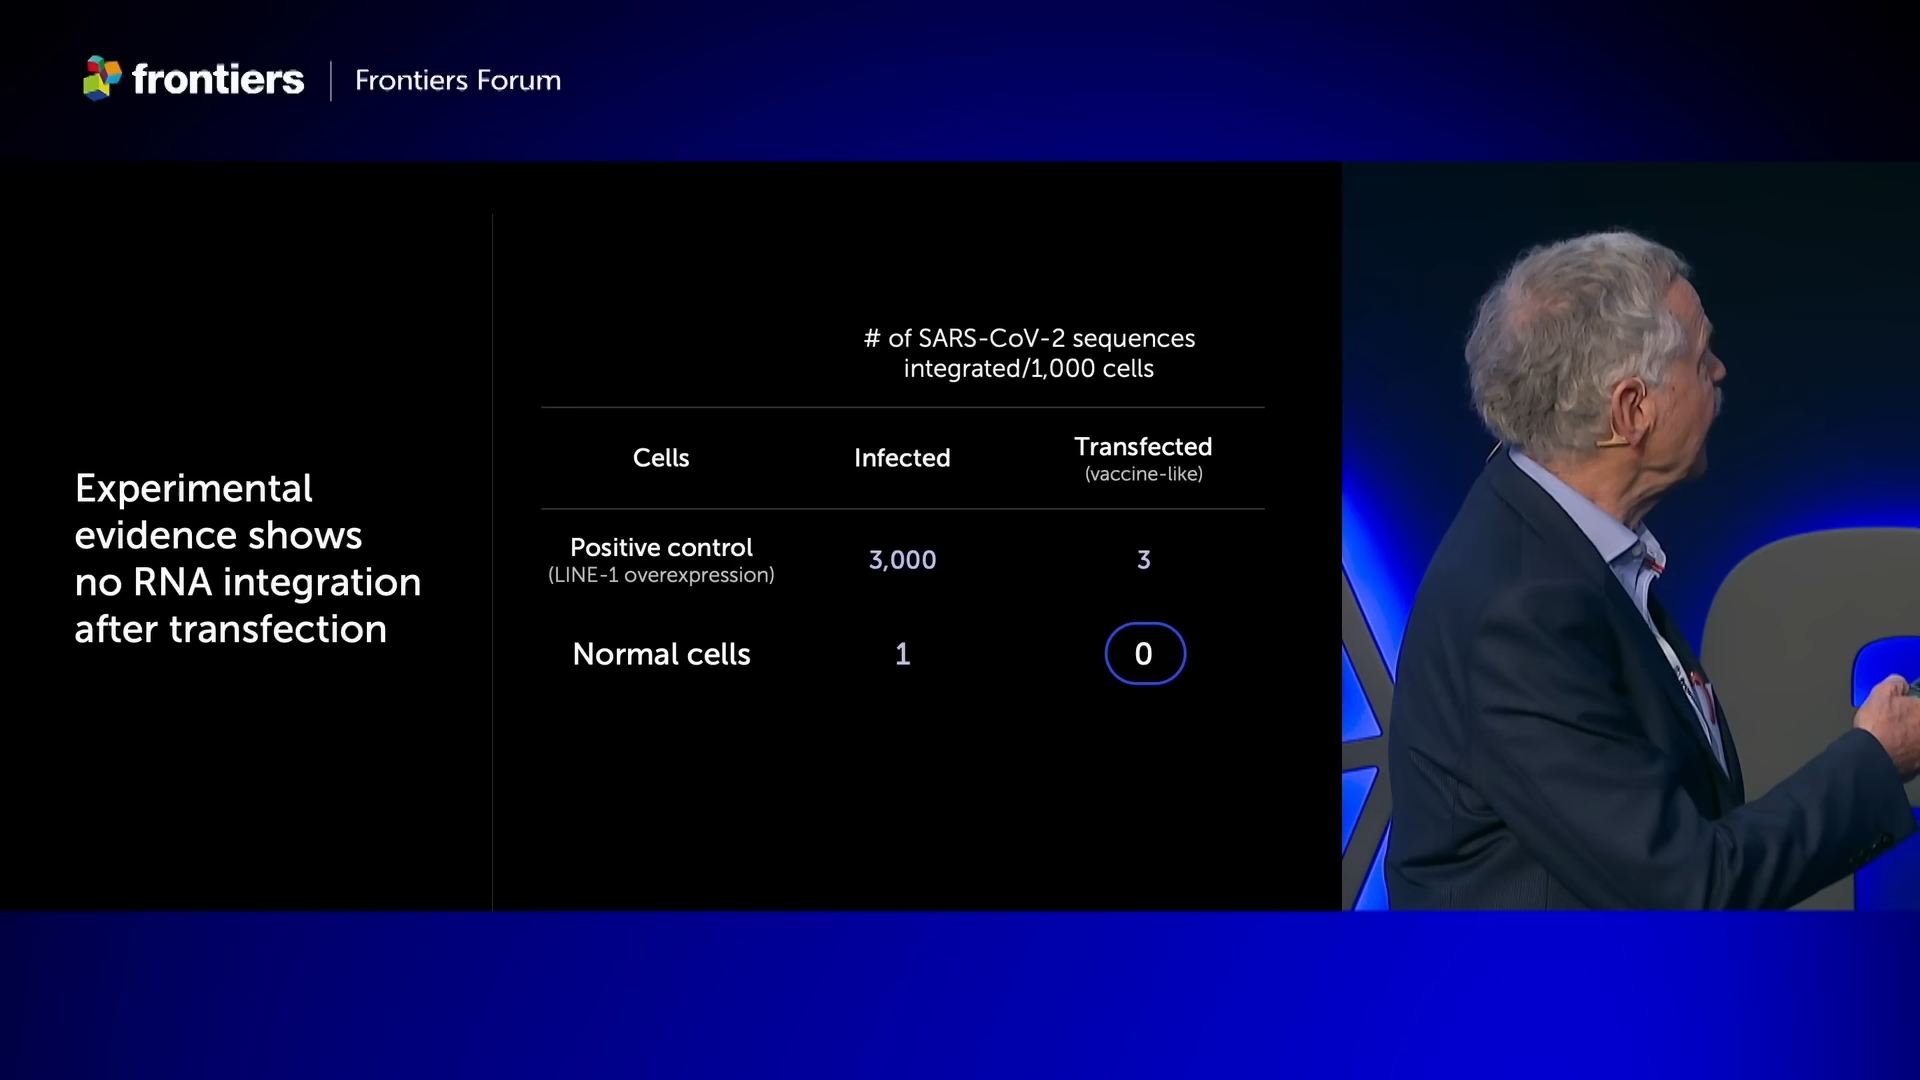 frontiers | Frontiers Forum
Experimental
evidence shows
no RNA integration
after transfection
# of SARS-CoV-2 sequences
integrated/1,000 cells
Cells Infected Transfected
(vaccine-like)
Positive control 3,000 3
(LINE-1 overexpression)
Normal cells 1 0